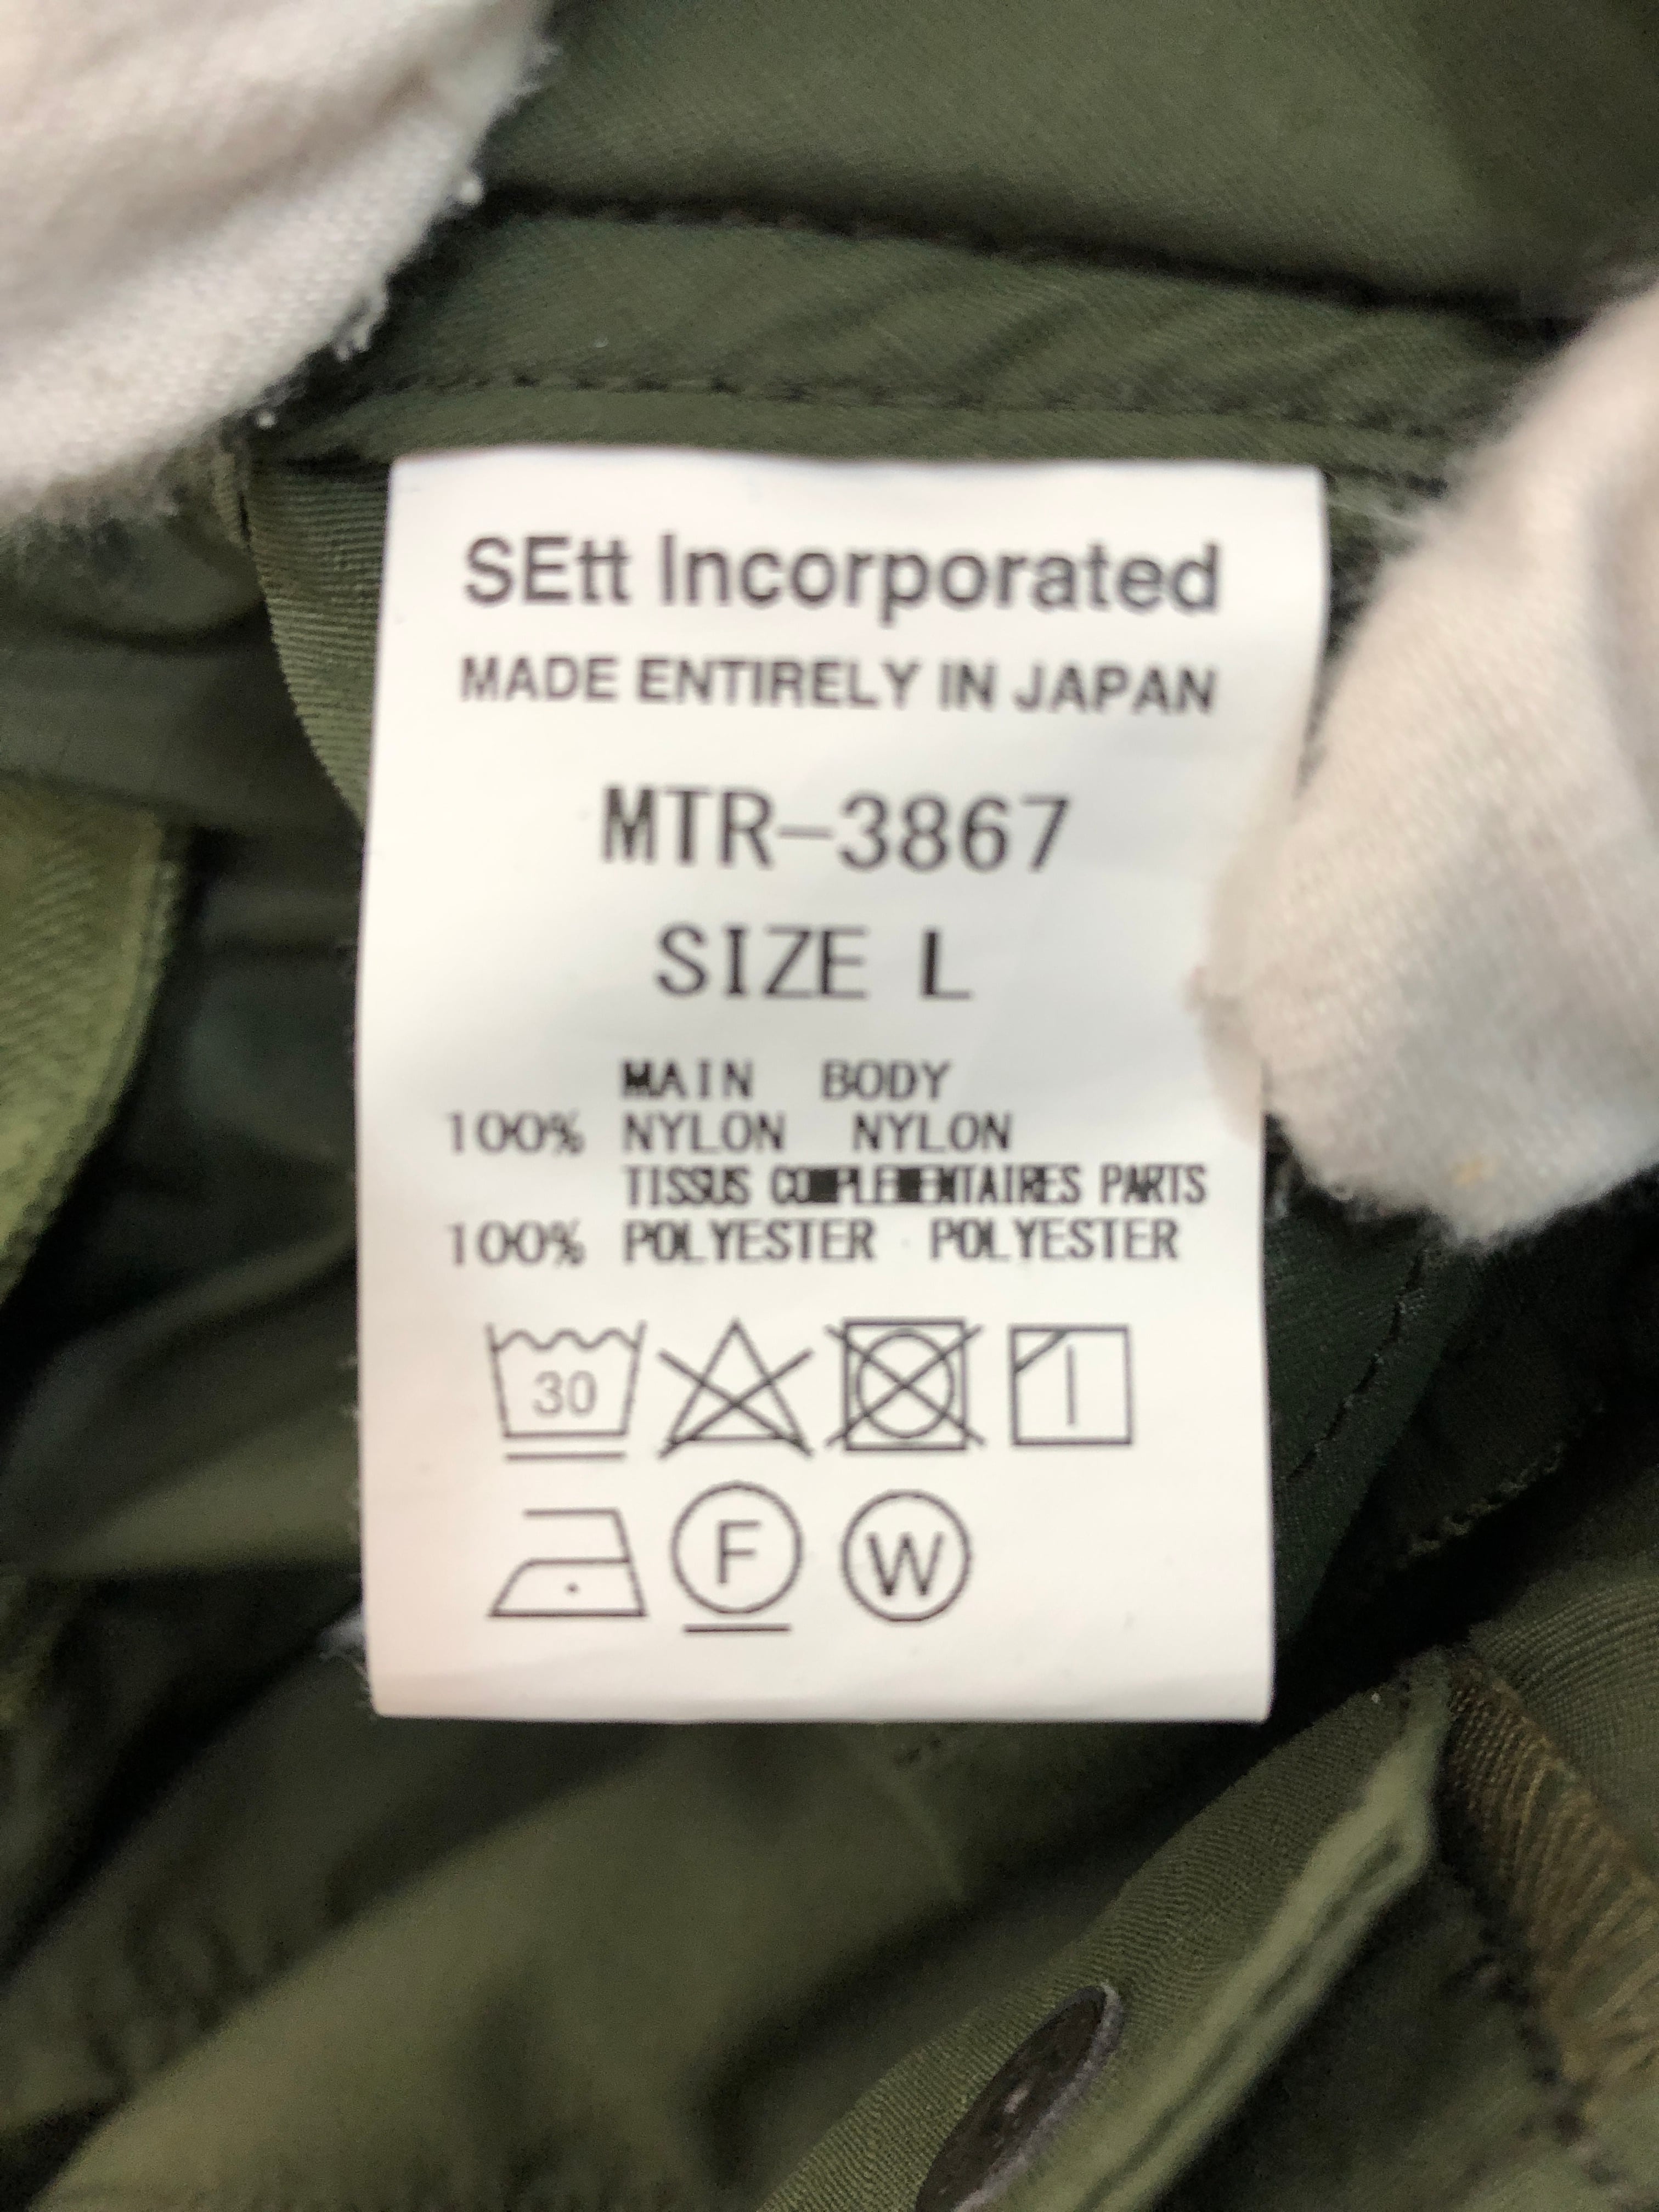 SEtt Incorporated
MADE ENTIRELY IN JAPAN
MTR-3867
SIZE L
MAIN BODY
100% NYLON NYLON
TISSUS COMPLEMENTAIRES PARTS
100% POLYESTER POLYESTER
30
F W